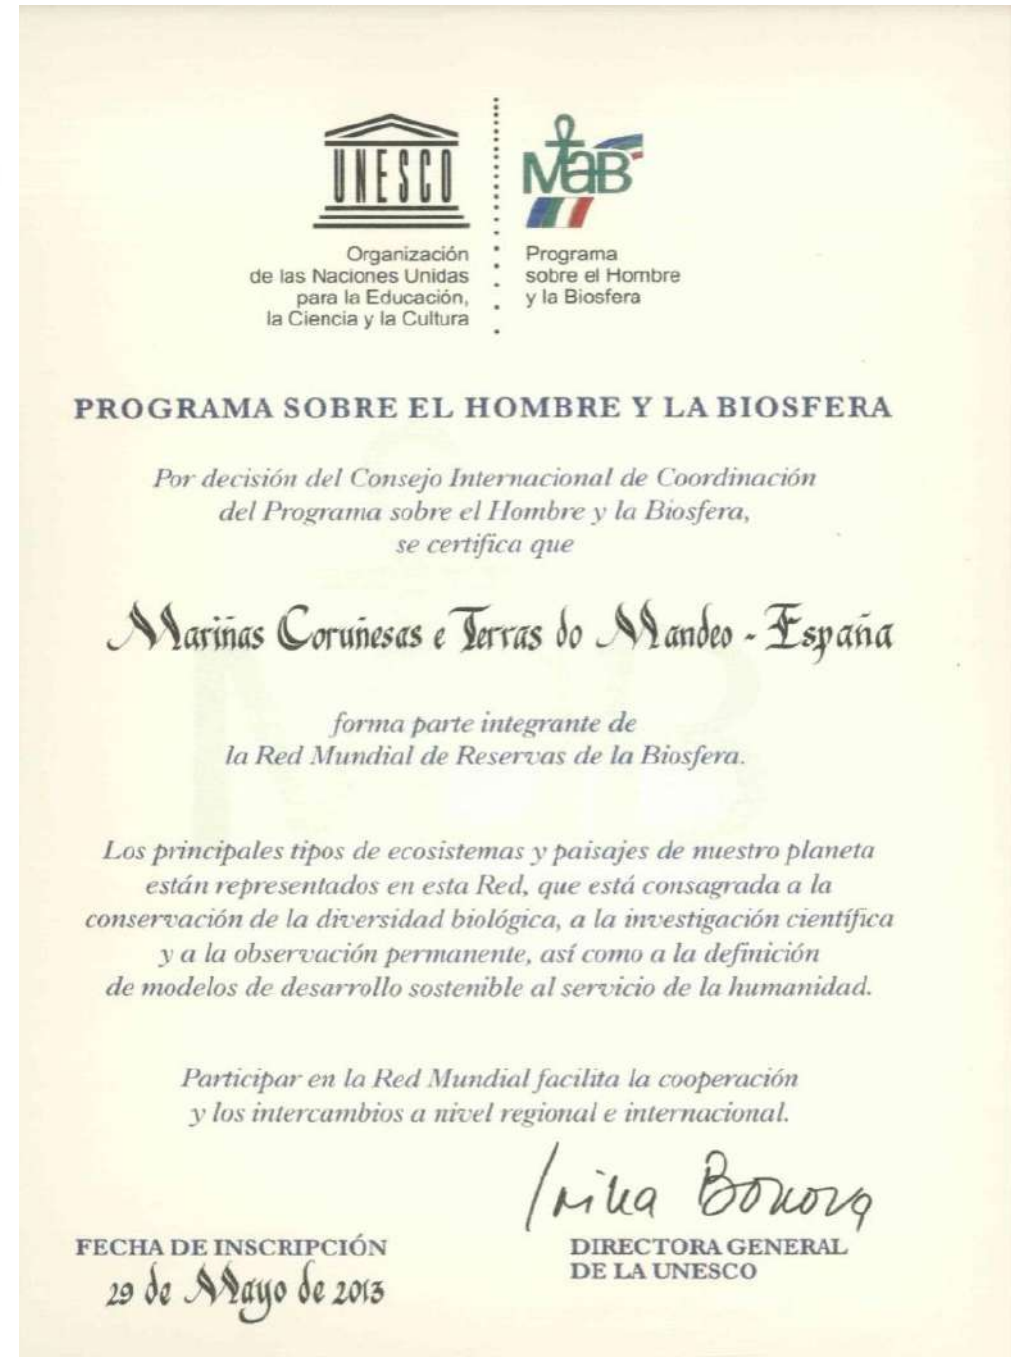 UNESCO
Organización
de las Naciones Unidas
para la Educación,
la Ciencia y la Cultura
MaB
Programa
sobre el Hombre
y la Biosfera
PROGRAMA SOBRE EL HOMBRE Y LA BIOSFERA
Por decisión del Consejo Internacional de Coordinación
del Programa sobre el Hombre y la Biosfera,
se certifica que
Mariñas Coruñesas e Terras do Mandeo - España
forma parte integrante de
la Red Mundial de Reservas de la Biosfera.
Los principales tipos de ecosistemas y paisajes de nuestro planeta
están representados en esta Red, que está consagrada a la
conservación de la diversidad biológica, a la investigación científica
y a la observación permanente, así como a la definición
de modelos de desarrollo sostenible al servicio de la humanidad.
Participar en la Red Mundial facilita la cooperación
y los intercambios a nivel regional e internacional.
Irina Bokova
FECHA DE INSCRIPCIÓN
29 de Mayo de 2013
DIRECTORA GENERAL
DE LA UNESCO